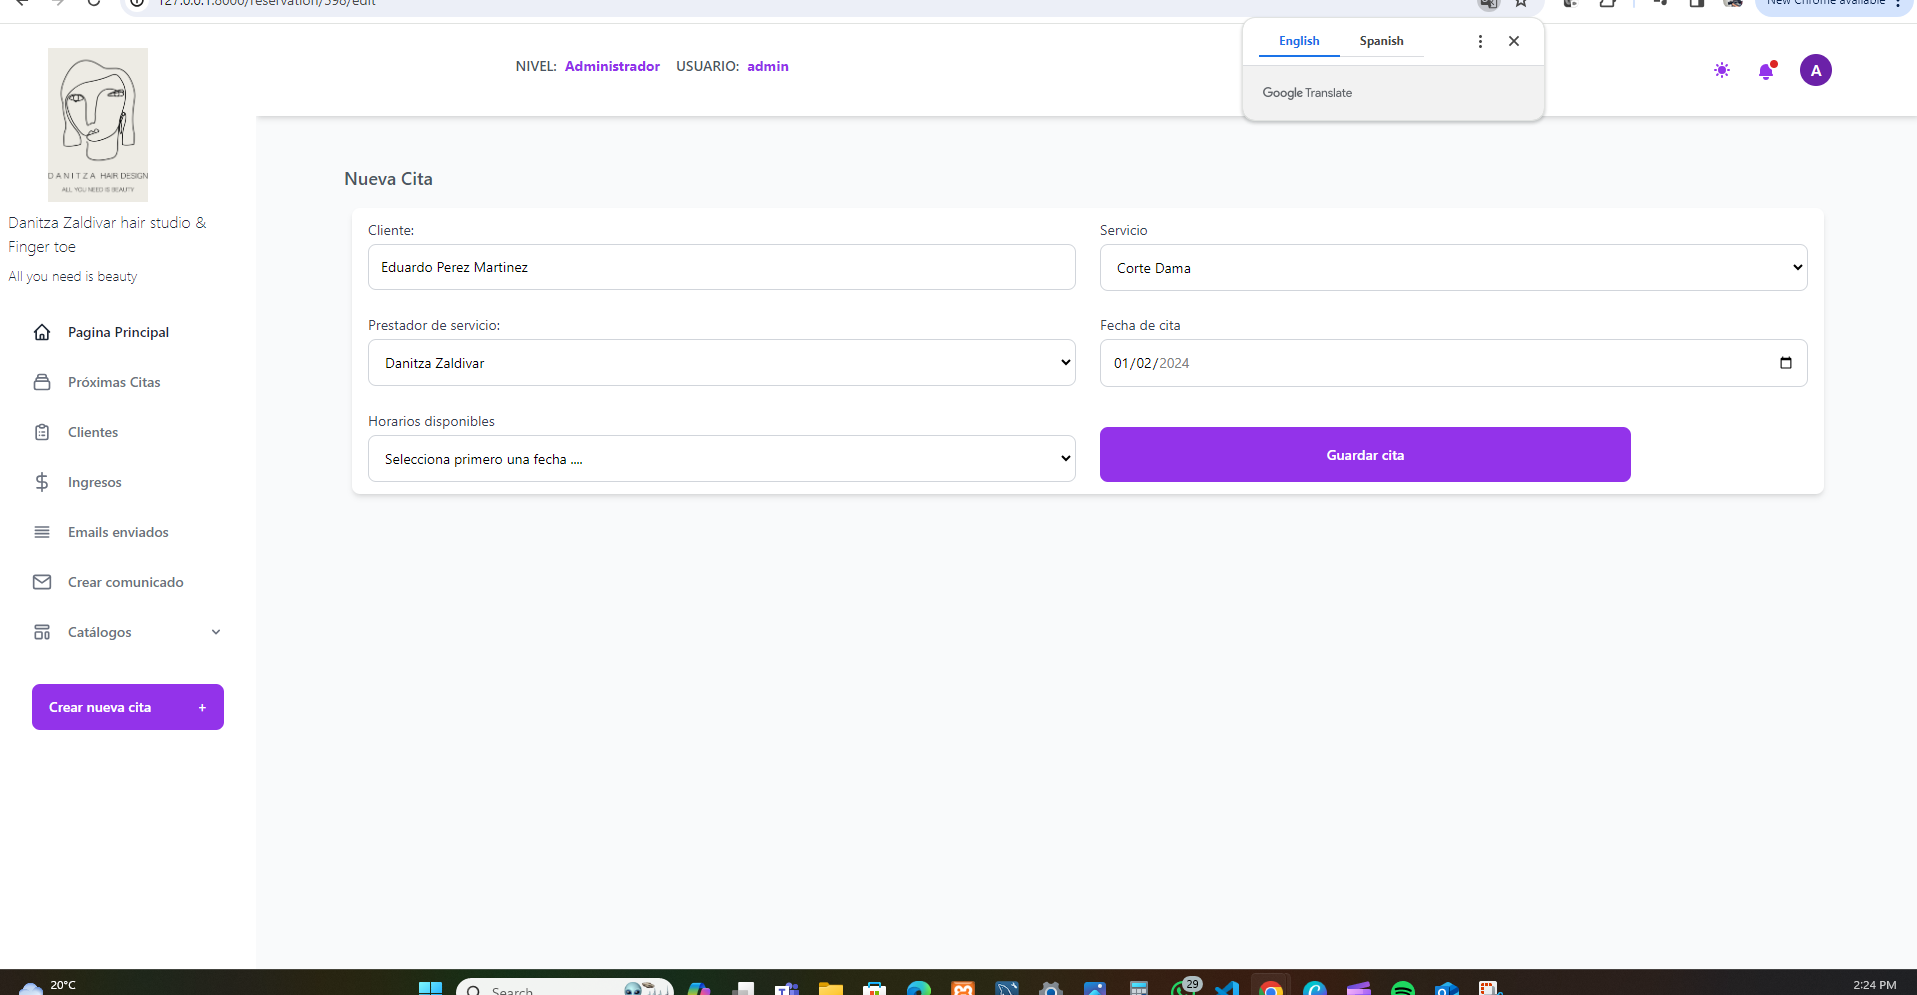 127.0.0.1:8000/reservation/598/edit
New Chrome available
English
Spanish
Google Translate
NIVEL: Administrador USUARIO: admin
A
DANITZA HAIR DESIGN
ALL YOU NEED IS BEAUTY
Danitza Zaldivar hair studio &
Finger toe
All you need is beauty
Pagina Principal
Próximas Citas
Clientes
Ingresos
Emails enviados
Crear comunicado
Catálogos
Crear nueva cita +
Nueva Cita
Cliente:
Eduardo Perez Martinez
Servicio
Corte Dama
Prestador de servicio:
Danitza Zaldivar
Fecha de cita
01/02/2024
Horarios disponibles
Selecciona primero una fecha ....
Guardar cita
20°C
Search
29
2:24 PM